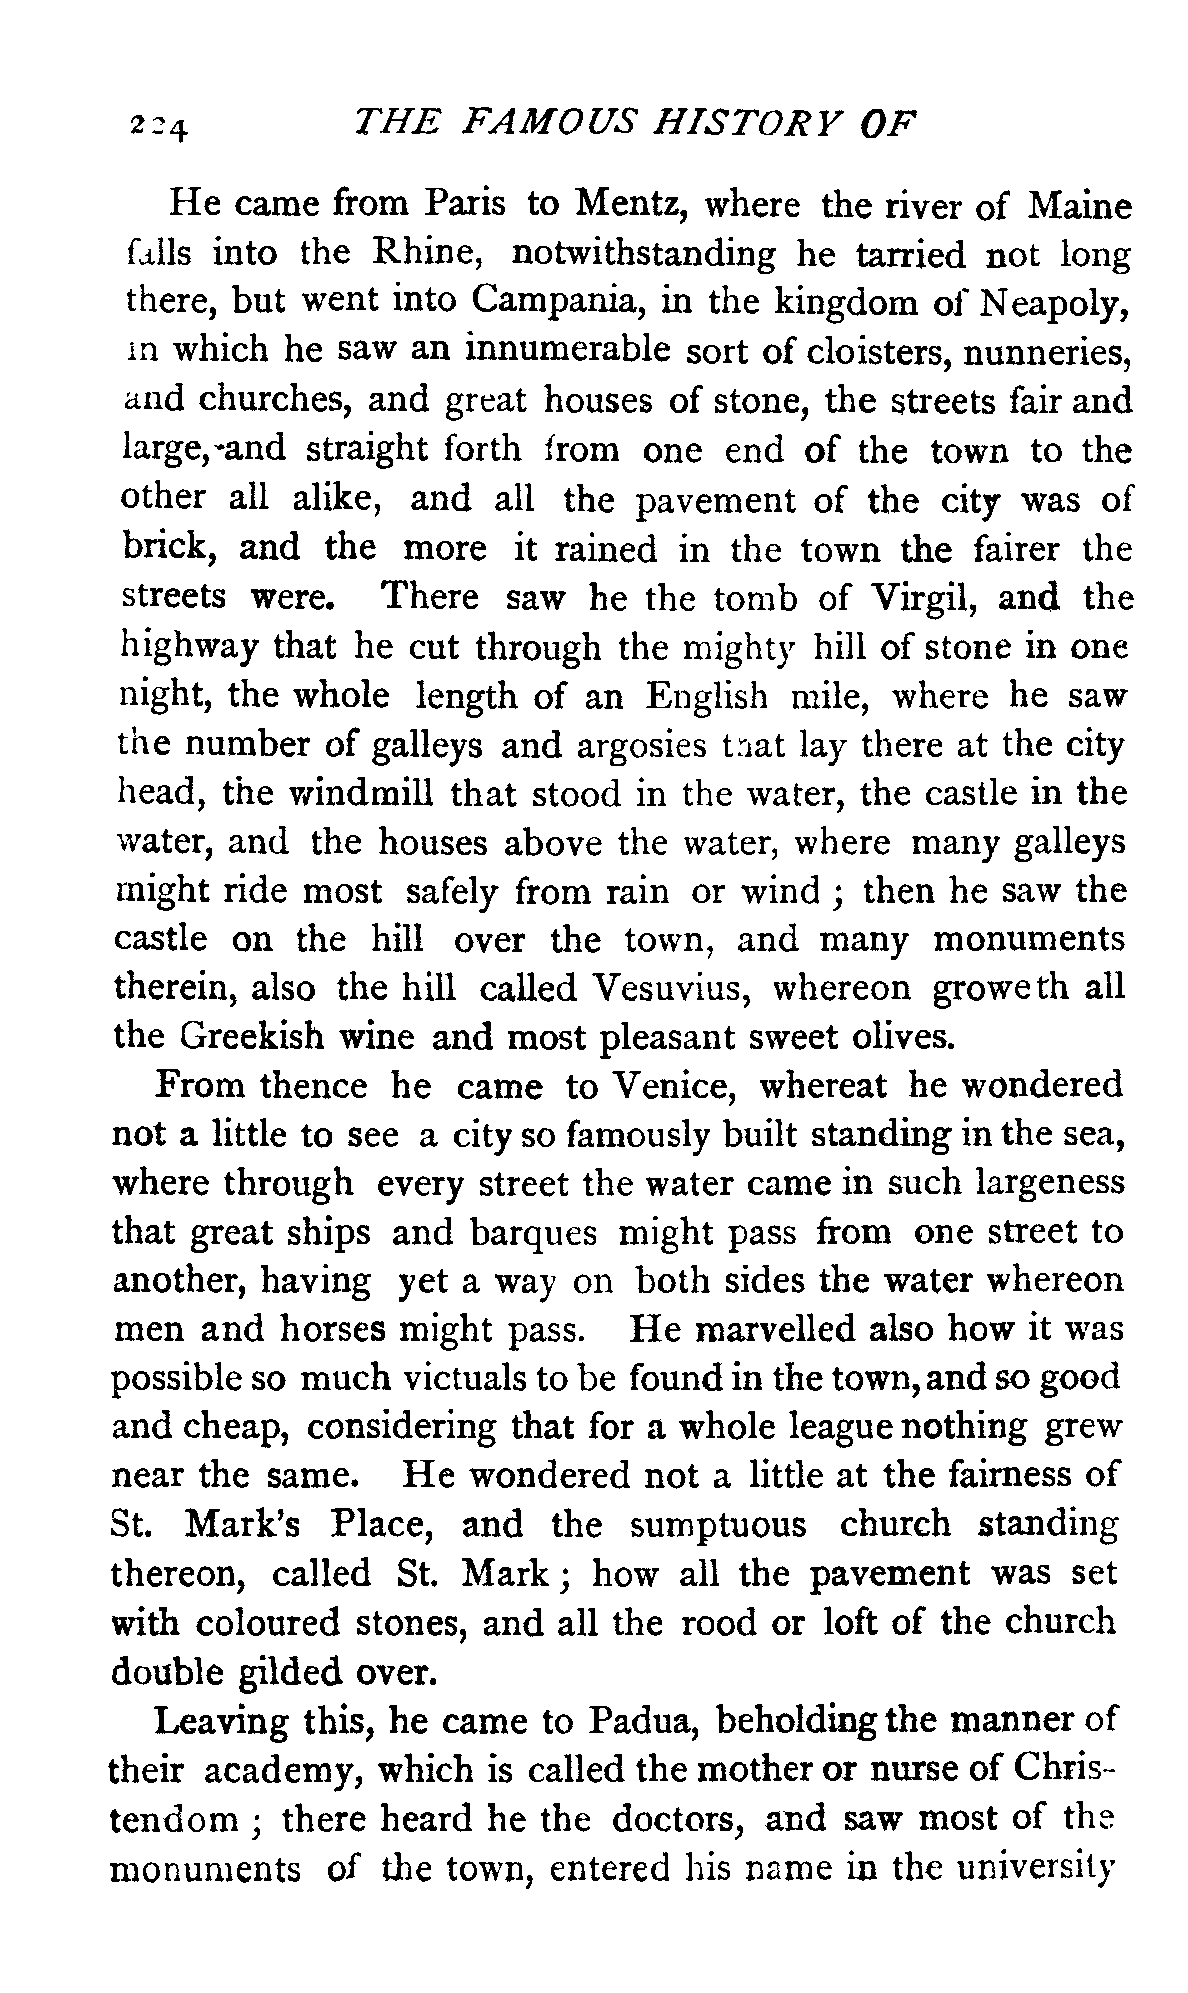 224 THE FAMOUS HISTORY OF
He came from Paris to Mentz, where the river of Maine
falls into the Rhine, notwithstanding he tarried not long
there, but went into Campania, in the kingdom of Neapoly,
in which he saw an innumerable sort of cloisters, nunneries,
and churches, and great houses of stone, the streets fair and
large, and straight forth from one end of the town to the
other all alike, and all the pavement of the city was of
brick, and the more it rained in the town the fairer the
streets were. There saw he the tomb of Virgil, and the
highway that he cut through the mighty hill of stone in one
night, the whole length of an English mile, where he saw
the number of galleys and argosies that lay there at the city
head, the windmill that stood in the water, the castle in the
water, and the houses above the water, where many galleys
might ride most safely from rain or wind ; then he saw the
castle on the hill over the town, and many monuments
therein, also the hill called Vesuvius, whereon groweth all
the Greekish wine and most pleasant sweet olives.
From thence he came to Venice, whereat he wondered
not a little to see a city so famously built standing in the sea,
where through every street the water came in such largeness
that great ships and barques might pass from one street to
another, having yet a way on both sides the water whereon
men and horses might pass. He marvelled also how it was
possible so much victuals to be found in the town, and so good
and cheap, considering that for a whole league nothing grew
near the same. He wondered not a little at the fairness of
St. Mark's Place, and the sumptuous church standing
thereon, called St. Mark ; how all the pavement was set
with coloured stones, and all the rood or loft of the church
double gilded over.
Leaving this, he came to Padua, beholding the manner of
their academy, which is called the mother or nurse of Chris-
tendom ; there heard he the doctors, and saw most of the
monuments of the town, entered his name in the university